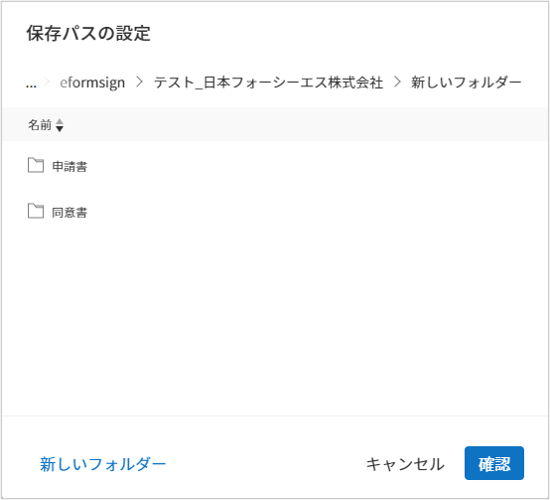 保存パスの設定
... eformsign > テスト_日本フォーシーエス株式会社 > 新しいフォルダー
名前
申請書
同意書
新しいフォルダー キャンセル 確認